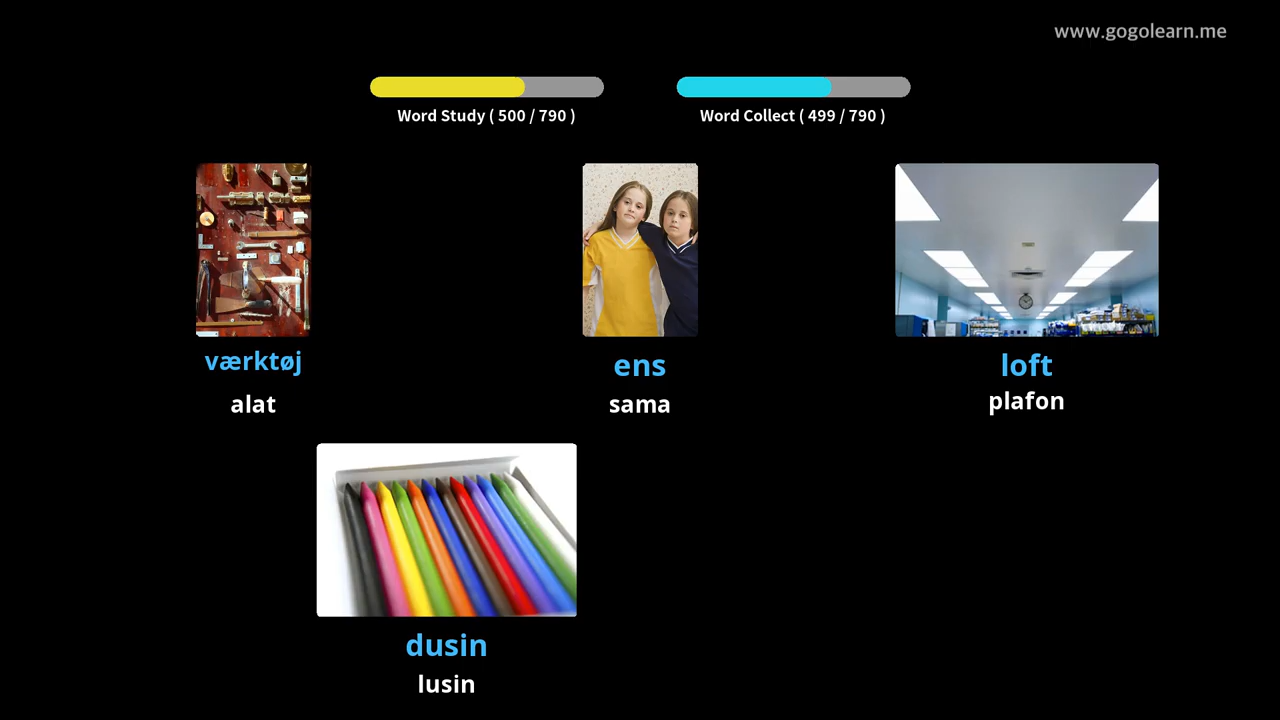 www.gogolearn.me
Word Study ( 500 / 790 )
Word Collect ( 499 / 790 )
værktøj
alat
ens
sama
loft
plafon
dusin
lusin